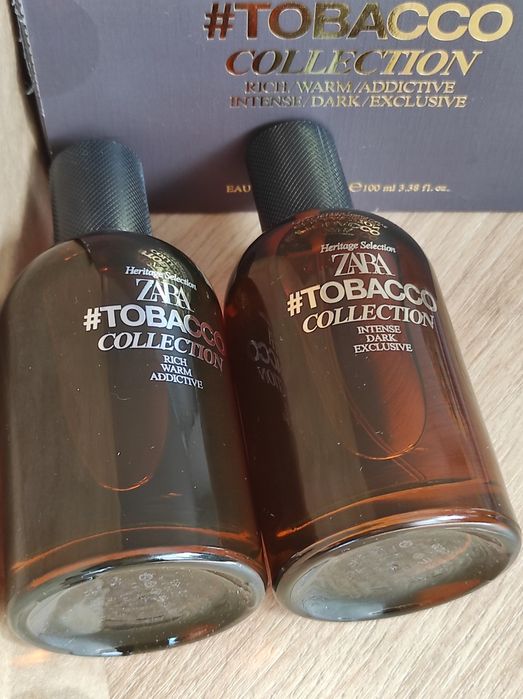 #TOBACCO
COLLECTION
RICH, WARM/ADDICTIVE
INTENSE/DARK/EXCLUSIVE
EAU
℮100 ml 3.38 fl.oz.
Heritage Selection
ZARA
#TOBACCO
COLLECTION
RICH
WARM
ADDICTIVE
Heritage Selection
ZARA
#TOBACCO
COLLECTION
INTENSE
DARK
EXCLUSIVE